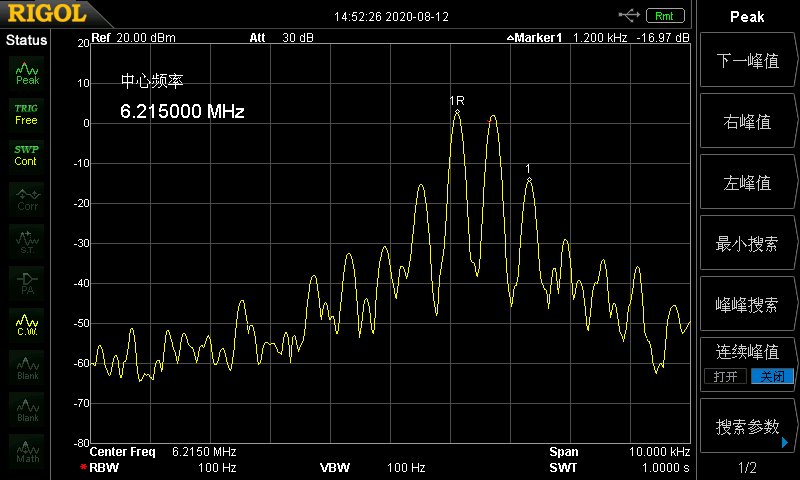 RIGOL
14:52:26 2020-08-12
Rmt
Peak
Status
Ref 20.00 dBm Att 30 dB Marker1 1.200 kHz -16.97 dB
Peak
TRIG
Free
SWP
Cont
Corr
S.T.
PA
C.W.
Blank
Blank
Math
20
10
0
-10
-20
-30
-40
-50
-60
-70
-80
中心频率
6.215000 MHz
1R
1
Center Freq 6.2150 MHz Span 10.000 kHz
RBW 100 Hz VBW 100 Hz SWT 1.0000 s
下一峰值
右峰值
左峰值
最小搜索
峰峰搜索
连续峰值
打开 关闭
搜索参数
1/2